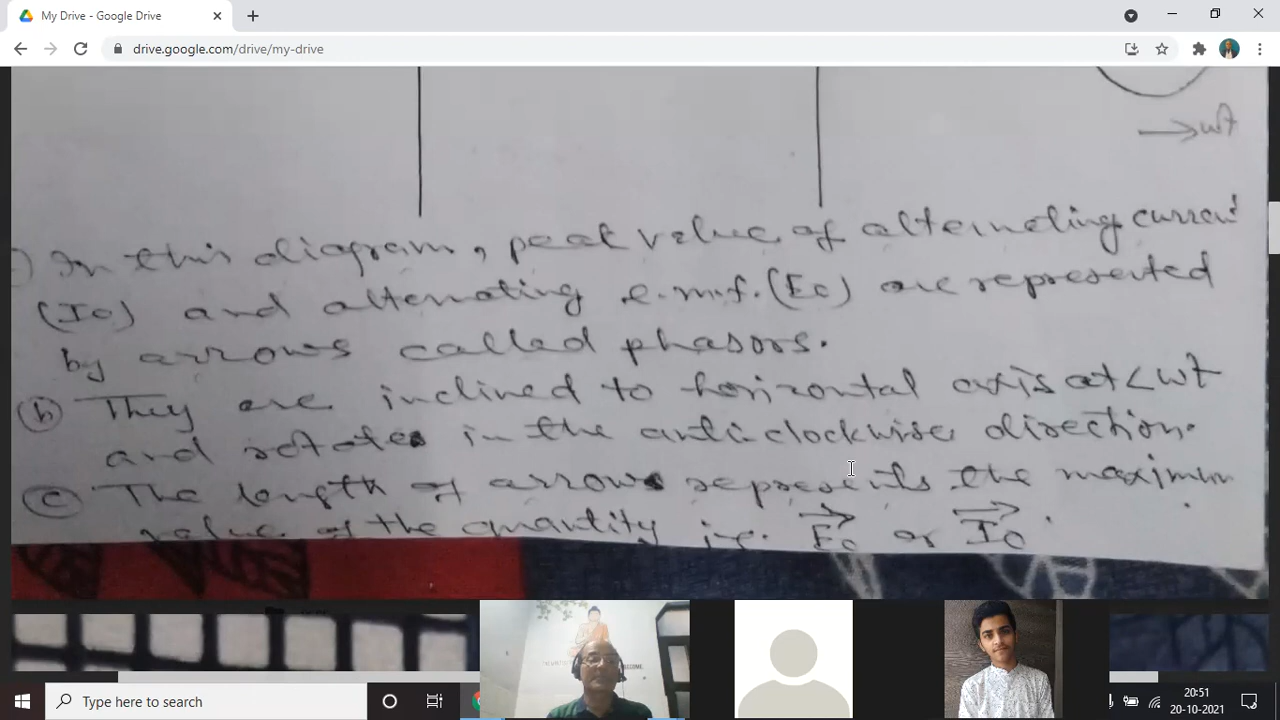 My Drive - Google Drive
drive.google.com/drive/my-drive
→ wt
In this diagram, peak value of alternating current
(Io) and alternating e.m.f. (Eo) are represented
by arrows called phasors.
(b) They are inclined to horizontal axis at ∠wt
and rotates in the anticlockwise direction.
(c) The length of arrow represents the maximum
value of the quantity i.e. Eo or Io
Type here to search
20:51
20-10-2021